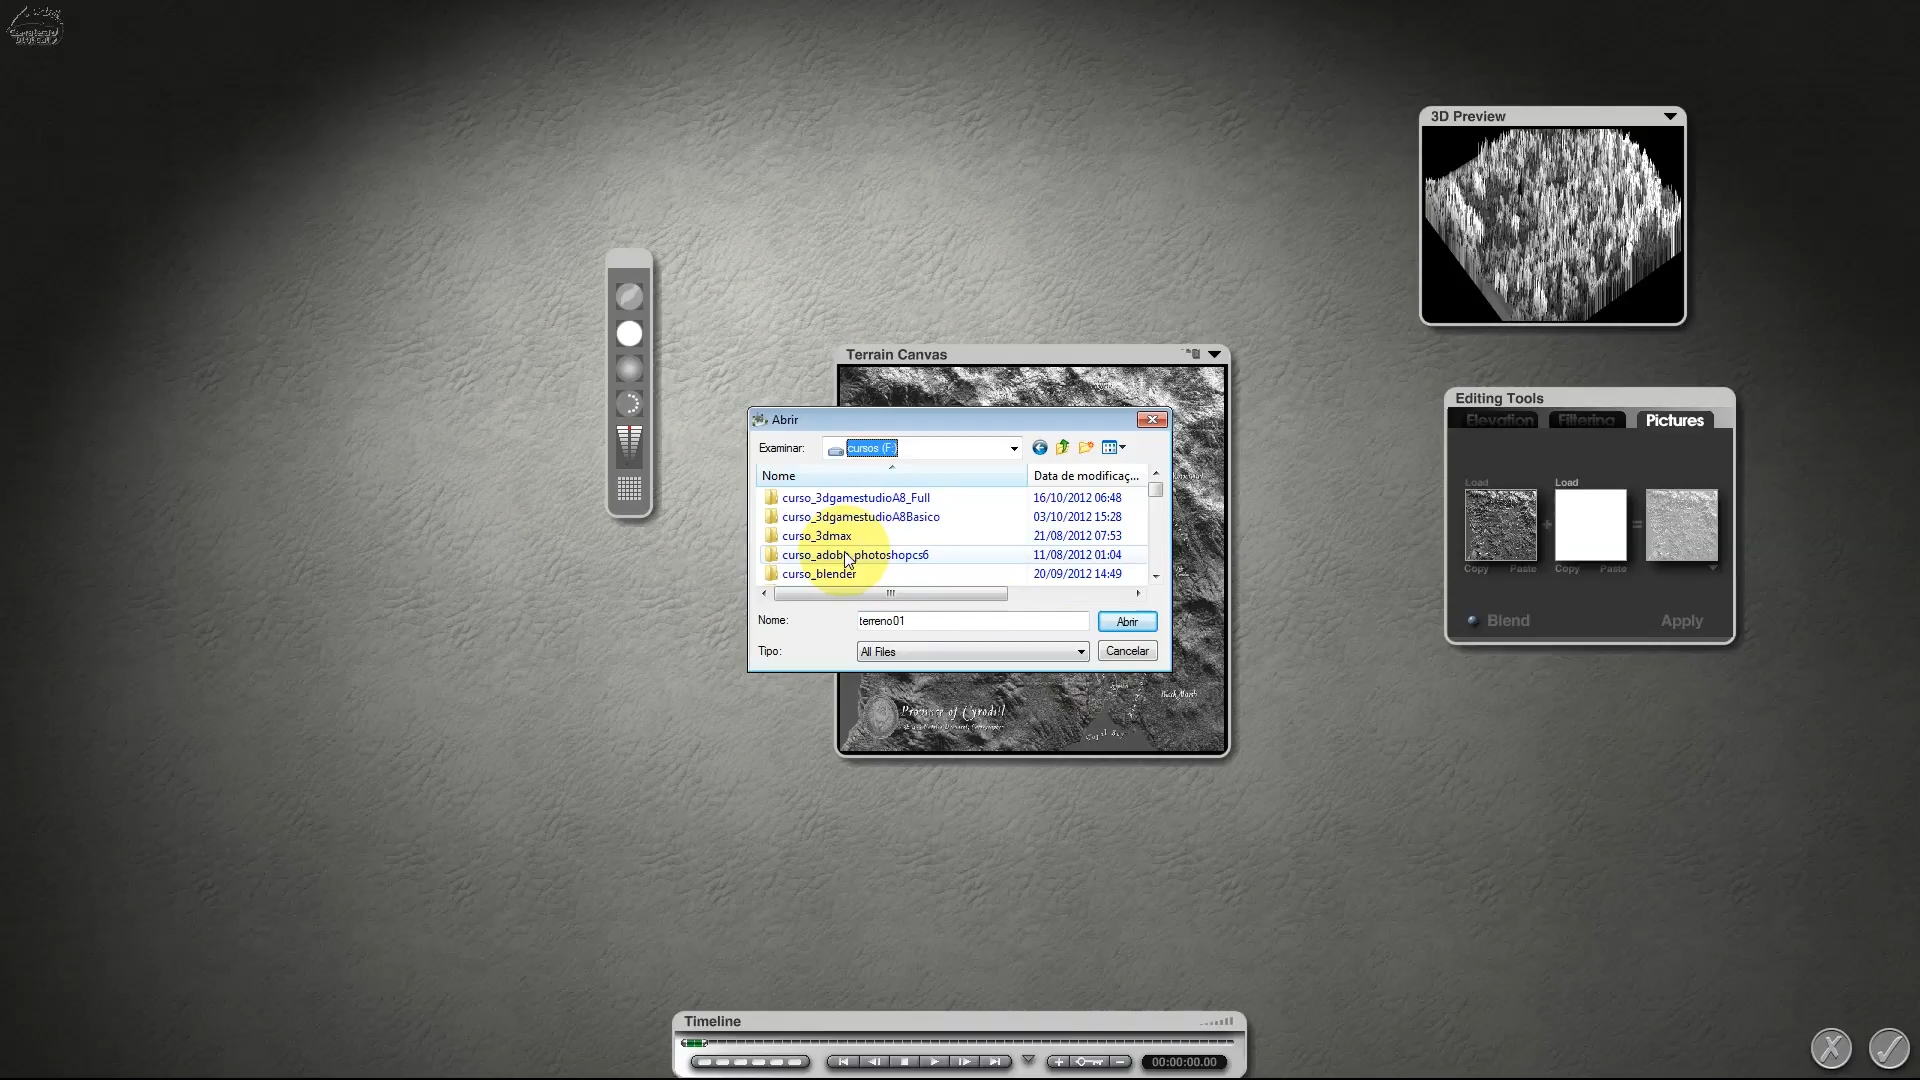 3D Preview
Terrain Canvas
Editing Tools
Elevation Filtering Pictures
Load Load
Copy Paste Copy Paste
Blend Apply
Abrir
Examinar: cursos (F:)
Nome Data de modificaç...
curso_3dgamestudioA8_Full 16/10/2012 06:48
curso_3dgamestudioA8Basico 03/10/2012 15:28
curso_3dmax 21/08/2012 07:53
curso_adobe_photoshopcs6 11/08/2012 01:04
curso_blender 20/09/2012 14:49
Nome: terreno01 Abrir
Tipo: All Files Cancelar
Province of Cyrodiil
Timeline
00:00:00.00